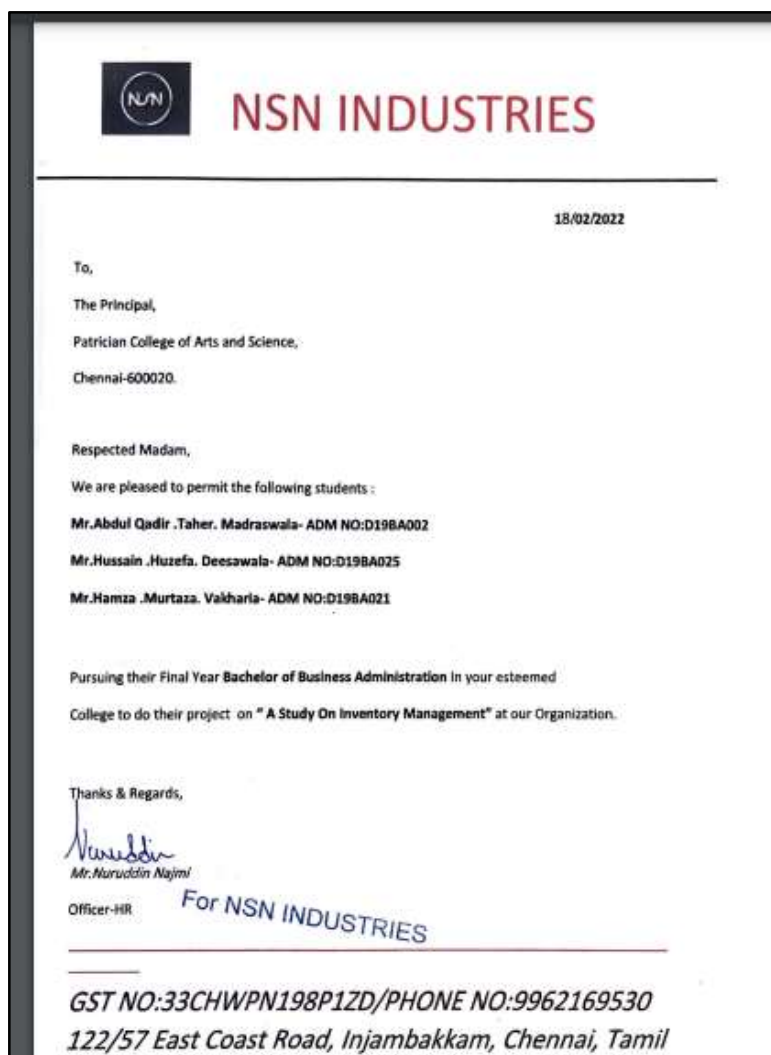 NSN
NSN INDUSTRIES
18/02/2022
To,
The Principal,
Patrician College of Arts and Science,
Chennai-600020.
Respected Madam,
We are pleased to permit the following students :
Mr.Abdul Qadir .Taher. Madraswala- ADM NO:D19BA002
Mr.Hussain .Huzefa. Deesawala- ADM NO:D19BA025
Mr.Hamza .Murtaza. Vakharia- ADM NO:D19BA021
Pursuing their Final Year Bachelor of Business Administration in your esteemed
College to do their project on " A Study On Inventory Management" at our Organization.
Thanks & Regards,
Nuruddin
Mr.Nuruddin Najmi
Officer-HR
For NSN INDUSTRIES
GST NO:33CHWPN198P1ZD/PHONE NO:9962169530
122/57 East Coast Road, Injambakkam, Chennai, Tamil